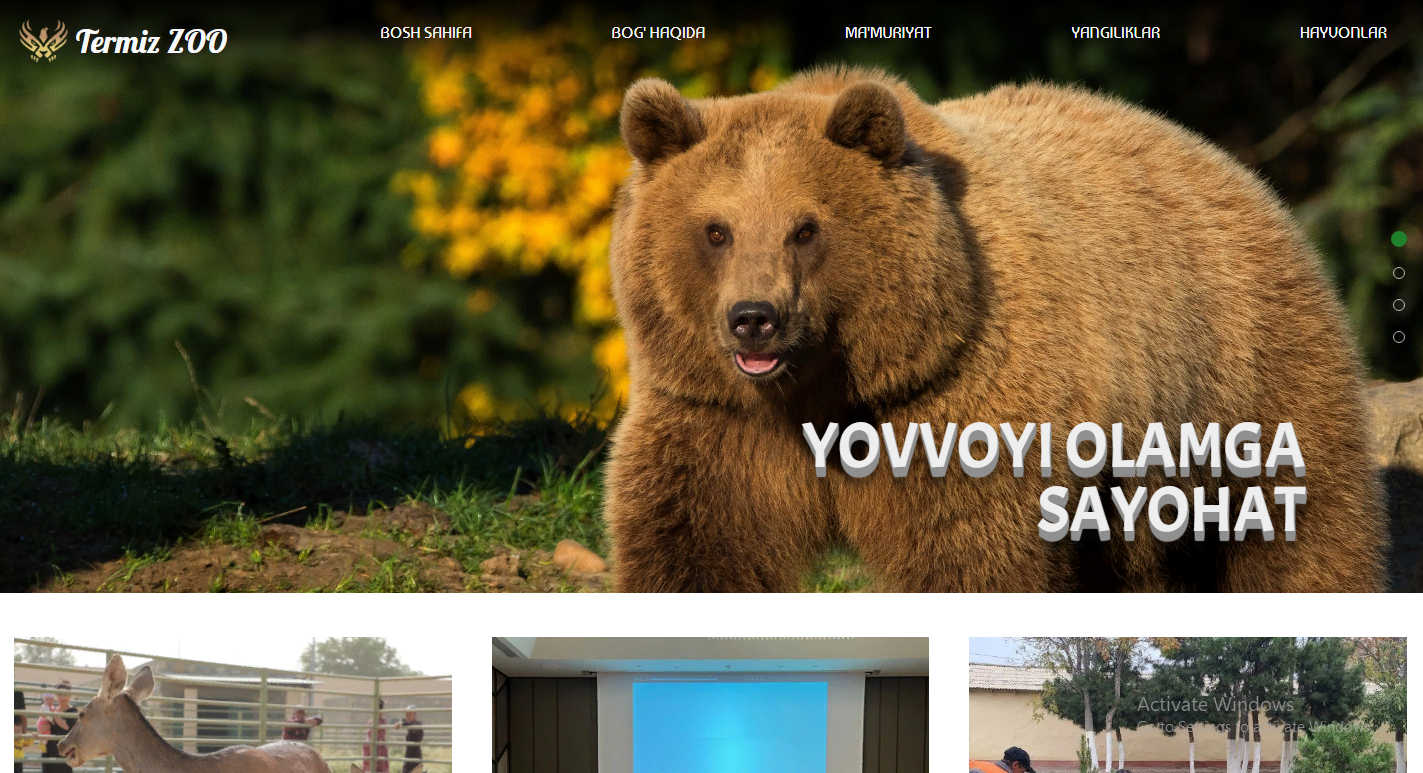 Termiz ZOO
BOSH SAHIFA
BOG' HAQIDA
MA'MURIYAT
YANGILIKLAR
HAYVONLAR
YOVVOYI OLAMGA
SAYOHAT
Activate Windows
Go to Settings to activate Windows.